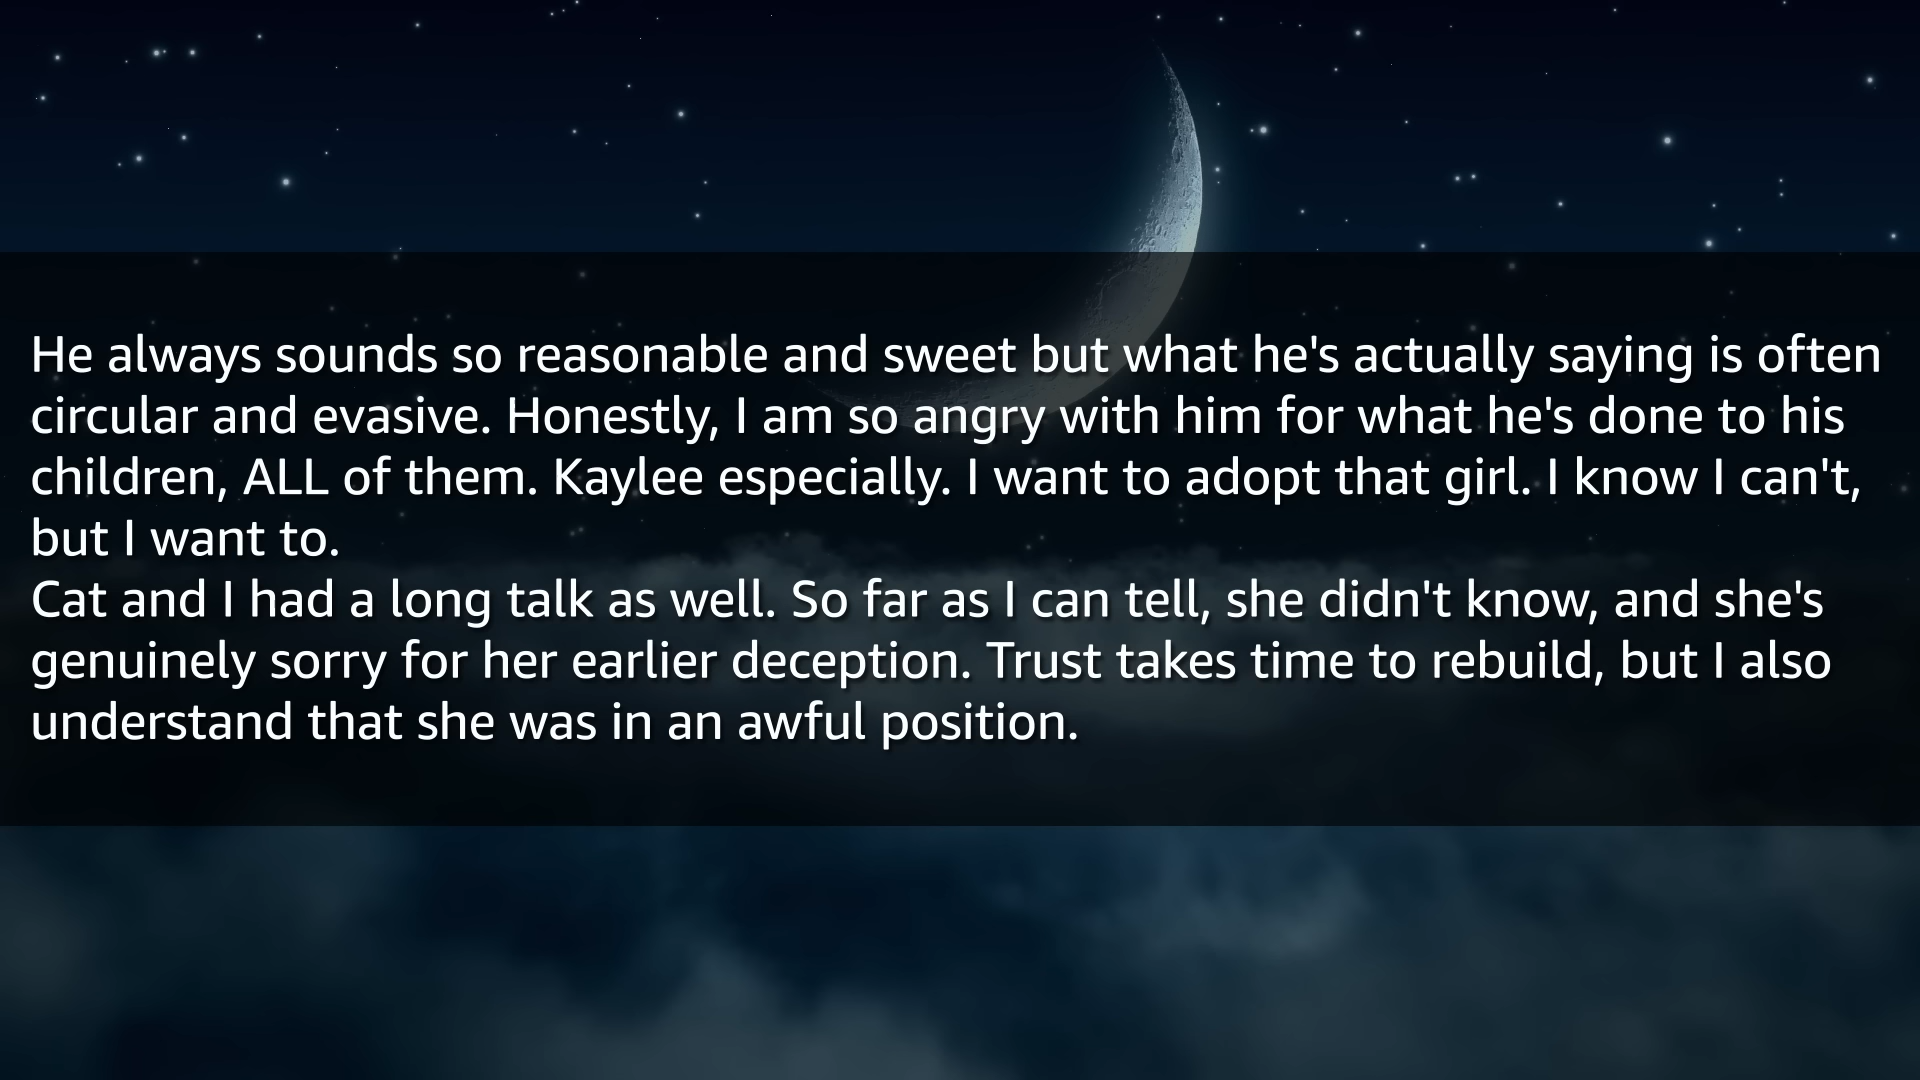 He always sounds so reasonable and sweet but what he's actually saying is often
circular and evasive. Honestly, I am so angry with him for what he's done to his
children, ALL of them. Kaylee especially. I want to adopt that girl. I know I can't,
but I want to.
Cat and I had a long talk as well. So far as I can tell, she didn't know, and she's
genuinely sorry for her earlier deception. Trust takes time to rebuild, but I also
understand that she was in an awful position.